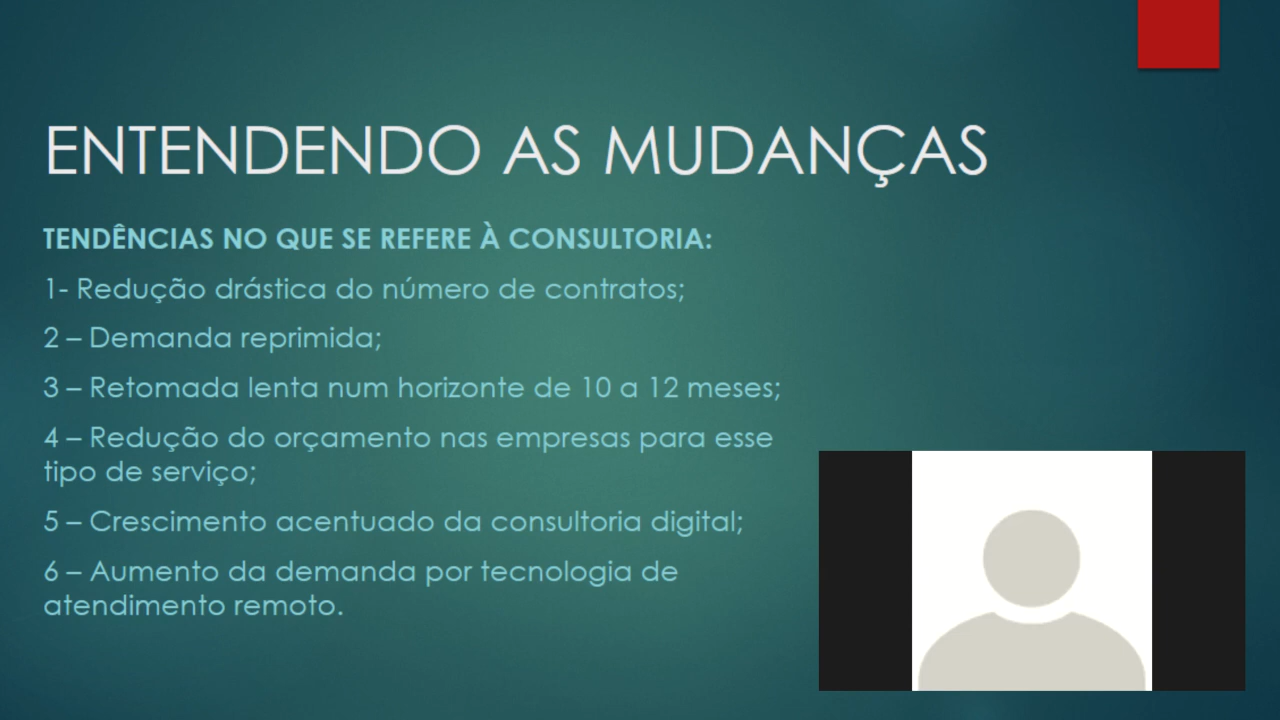 ENTENDENDO AS MUDANÇAS
TENDÊNCIAS NO QUE SE REFERE À CONSULTORIA:
1- Redução drástica do número de contratos;
2 – Demanda reprimida;
3 – Retomada lenta num horizonte de 10 a 12 meses;
4 – Redução do orçamento nas empresas para esse
tipo de serviço;
5 – Crescimento acentuado da consultoria digital;
6 – Aumento da demanda por tecnologia de
atendimento remoto.